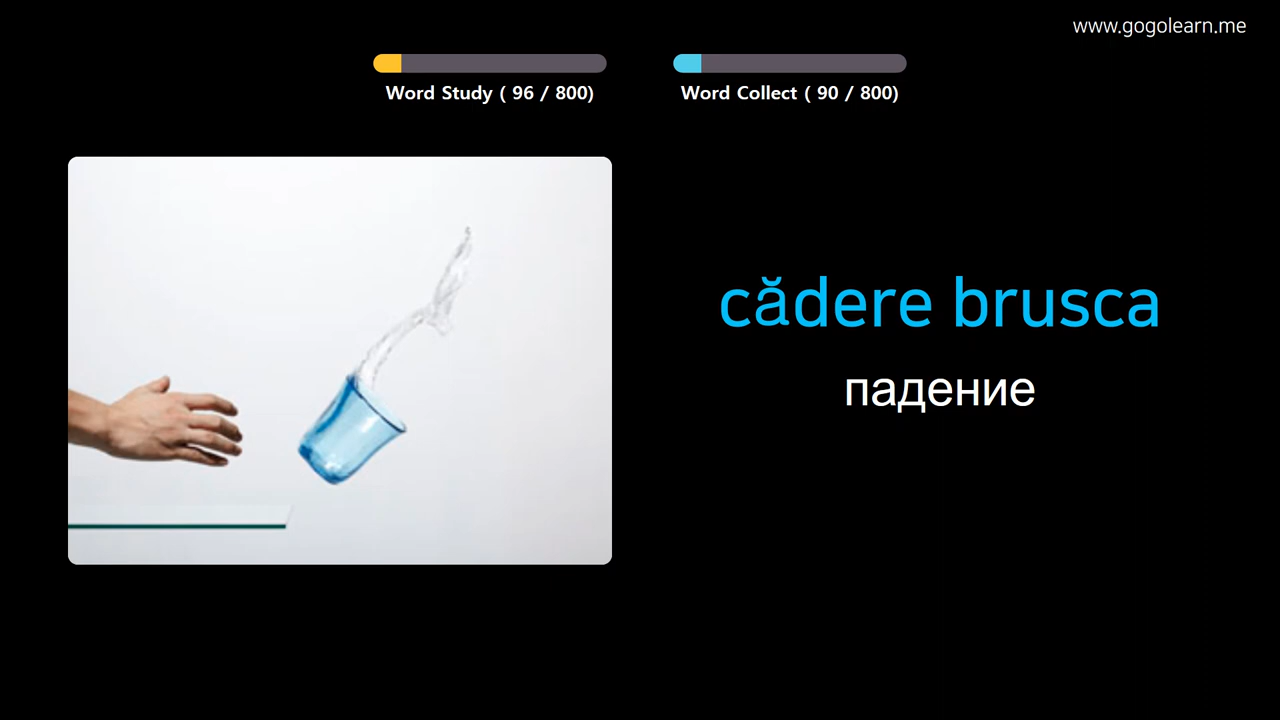 www.gogolearn.me
Word Study ( 96 / 800)
Word Collect ( 90 / 800)
cădere brusca
падение